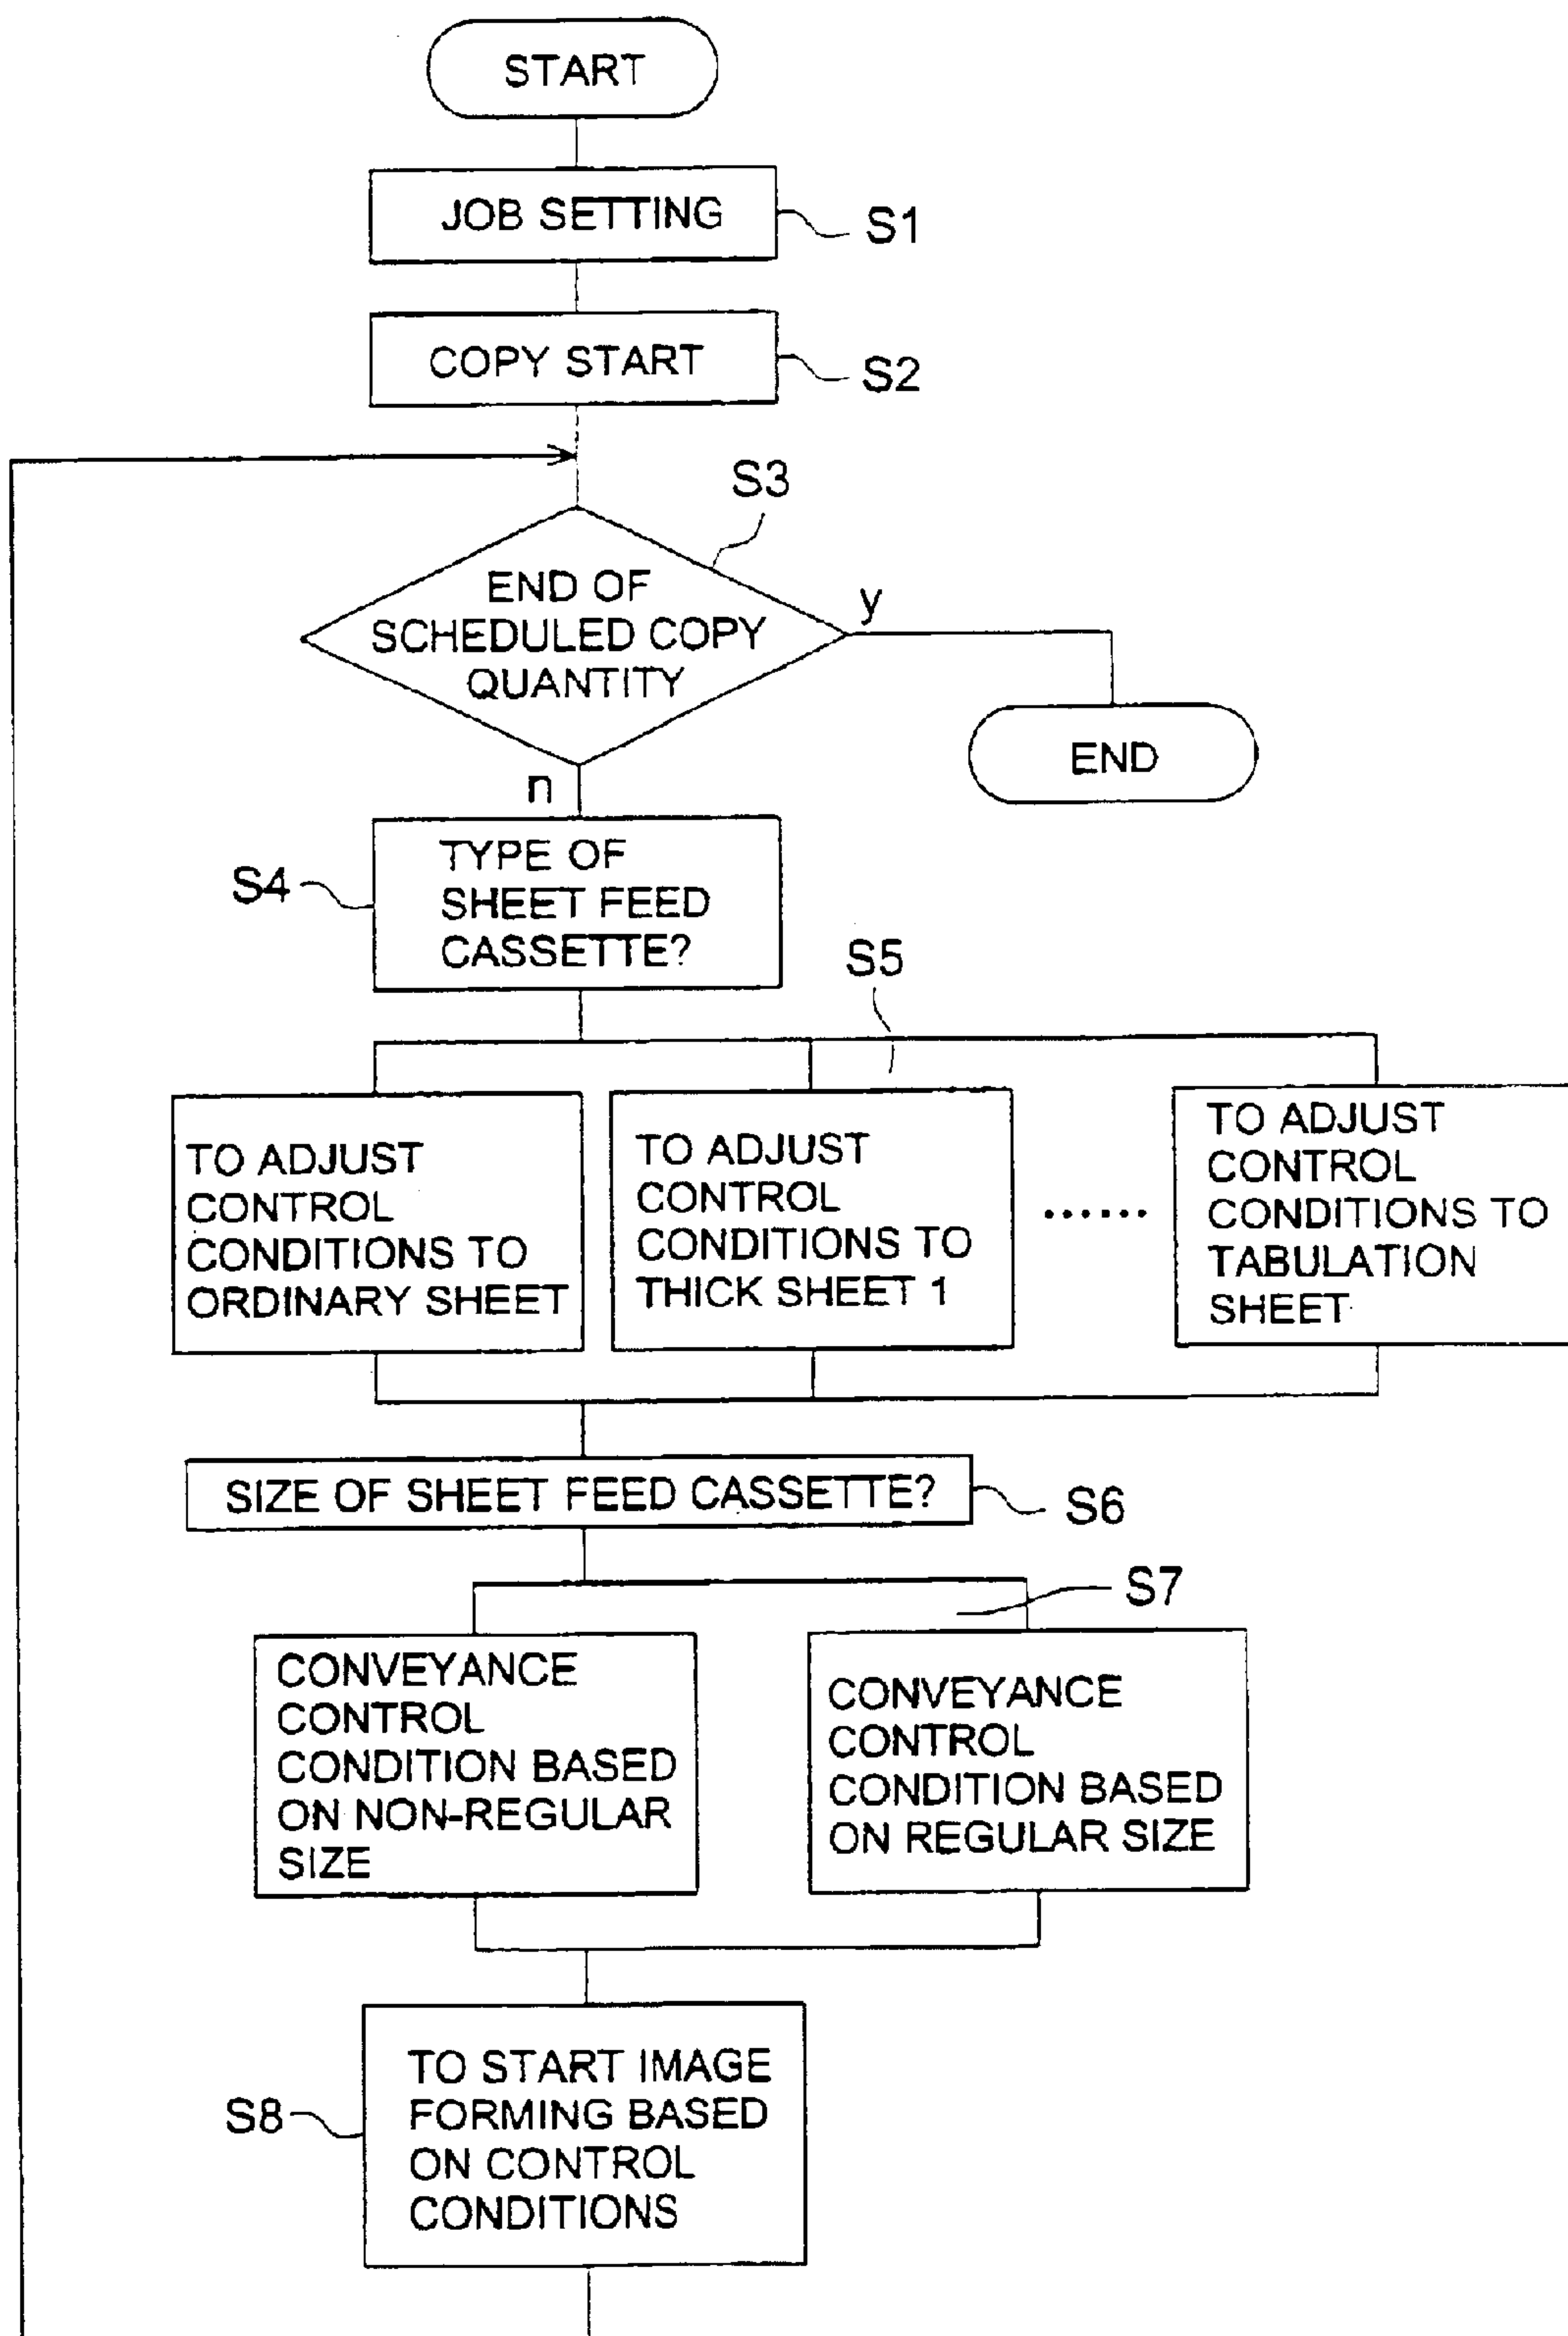 START
JOB SETTING
S1
COPY START
S2
S3
END OF
SCHEDULED COPY
QUANTITY
y
END
n
S4
TYPE OF
SHEET FEED
CASSETTE?
S5
TO ADJUST
CONTROL
CONDITIONS TO
ORDINARY SHEET
TO ADJUST
CONTROL
CONDITIONS TO
THICK SHEET 1
......
TO ADJUST
CONTROL
CONDITIONS TO
TABULATION
SHEET
SIZE OF SHEET FEED CASSETTE?
S6
S7
CONVEYANCE
CONTROL
CONDITION BASED
ON NON-REGULAR
SIZE
CONVEYANCE
CONTROL
CONDITION BASED
ON REGULAR SIZE
S8
TO START IMAGE
FORMING BASED
ON CONTROL
CONDITIONS